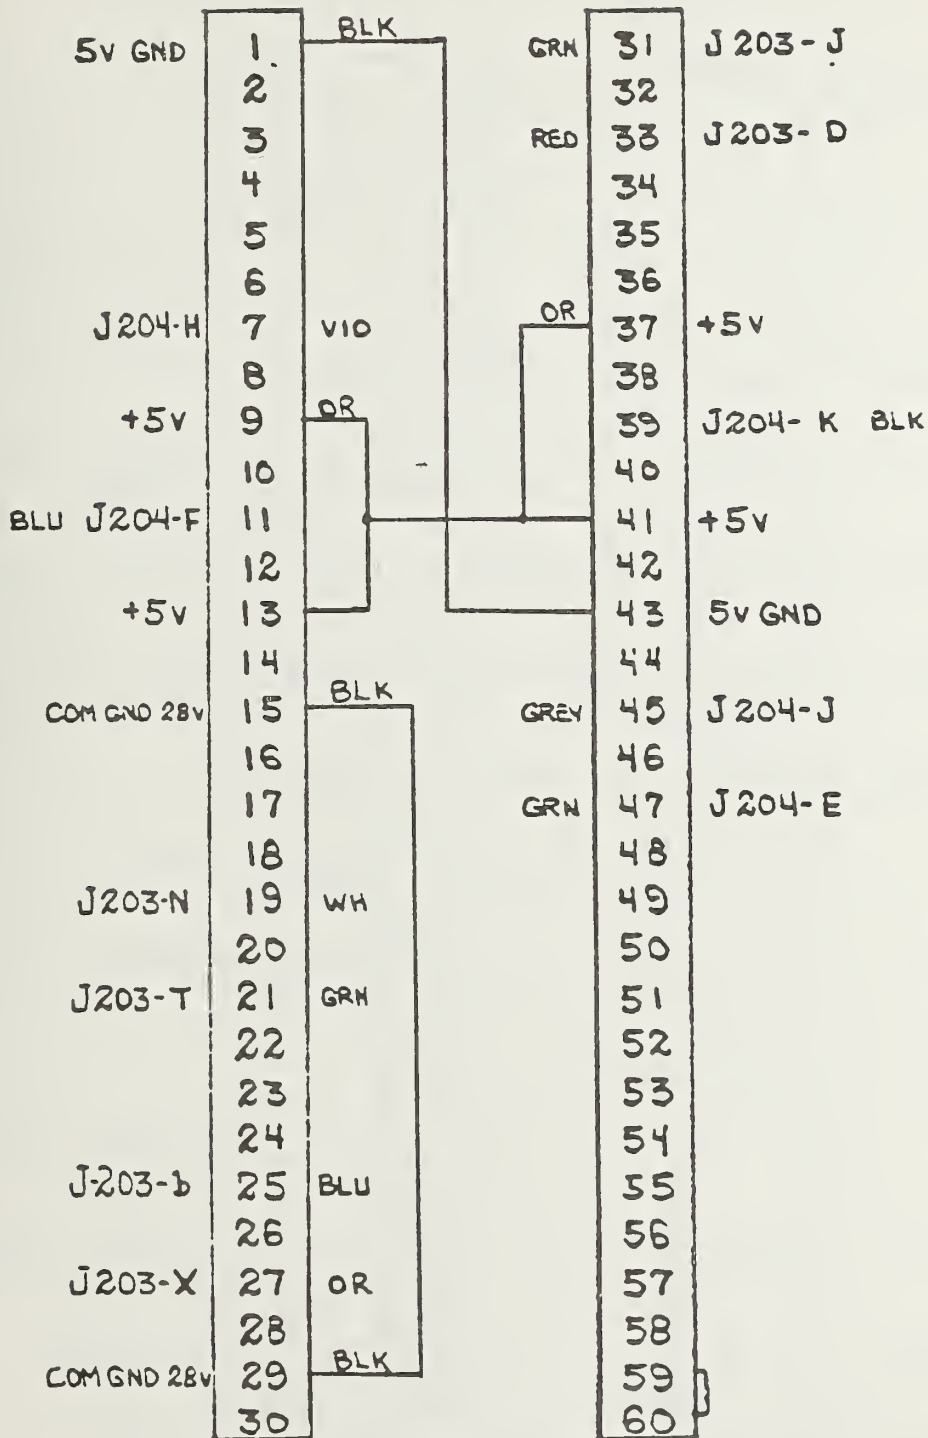 5V GND 1 BLK
2
3
4
5
6
J204-H 7 VIO
8
+5V 9 OR
10
BLU J204-F 11
12
+5V 13
14
COM GND 28V 15 BLK
16
17
18
J203-N 19 WH
20
J203-T 21 GRN
22
23
24
J-203-b 25 BLU
26
J203-X 27 OR
28
COM GND 28V 29 BLK
30
GRN 31 J203-J
32
RED 33 J203-D
34
35
36
OR 37 +5V
38
39 J204-K BLK
40
41 +5V
42
43 5V GND
44
GREY 45 J204-J
46
GRN 47 J204-E
48
49
50
51
52
53
54
55
56
57
58
59
60